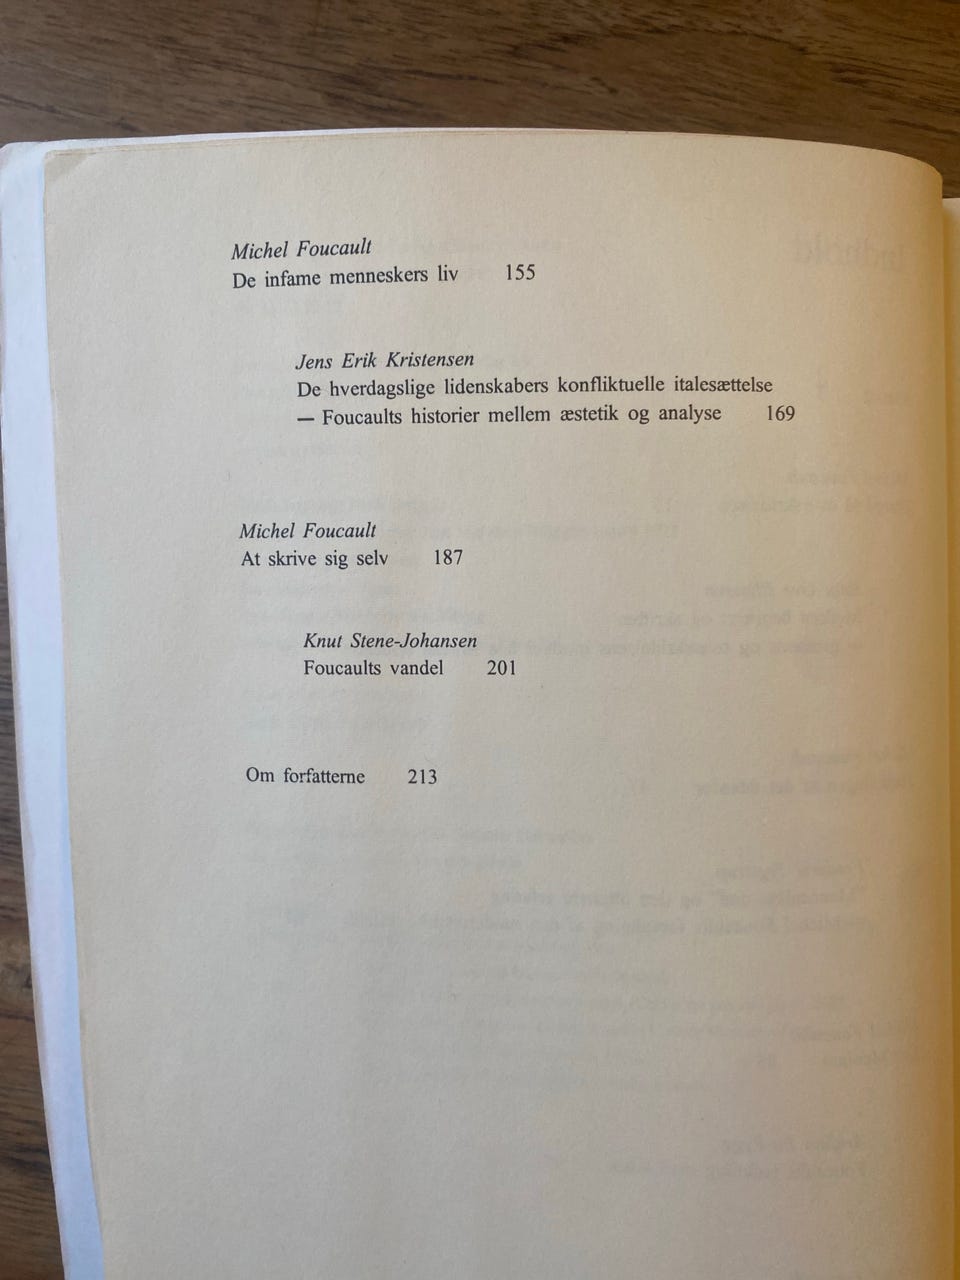 Michel Foucault
De infame menneskers liv 155
Jens Erik Kristensen
De hverdagslige lidenskabers konfliktuelle italesættelse
— Foucaults historier mellem æstetik og analyse 169
Michel Foucault
At skrive sig selv 187
Knut Stene-Johansen
Foucaults vandel 201
Om forfatterne 213